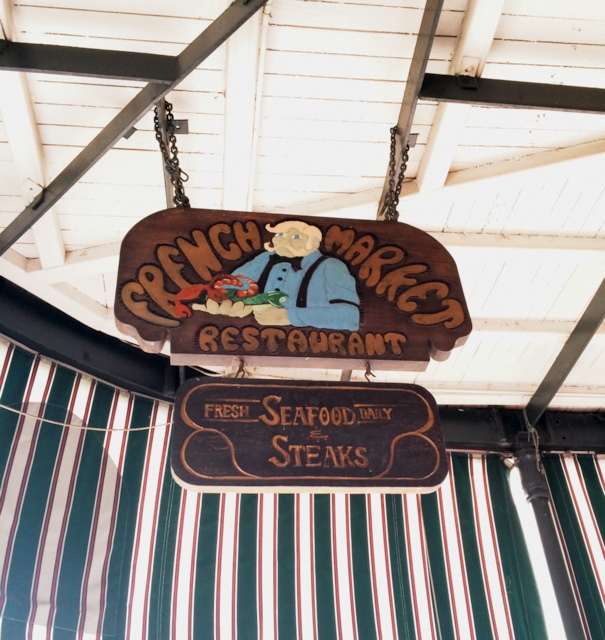 FRENCH MARKET
RESTAURANT
FRESH SEAFOOD DAILY
&
STEAKS